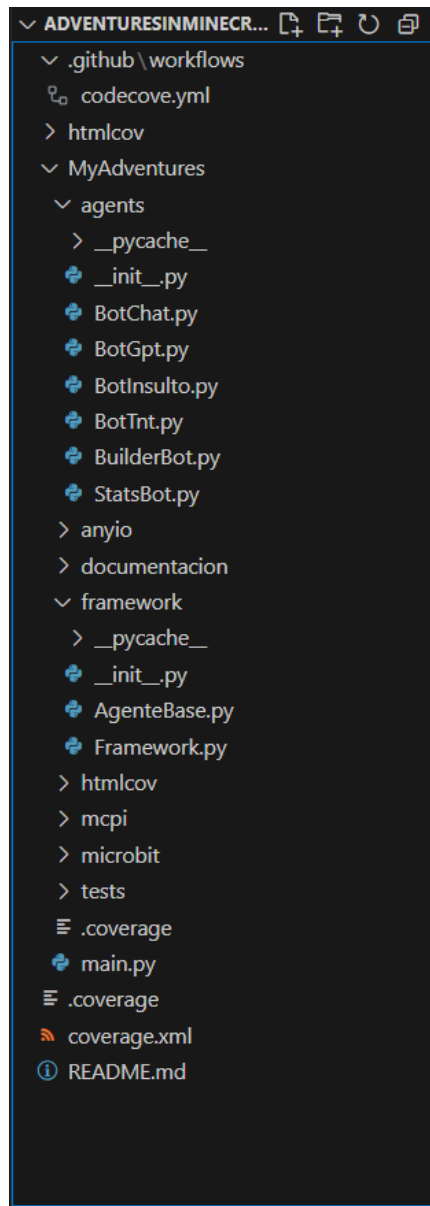 ADVENTURESINMINECR...
.github\workflows
codecove.yml
htmlcov
MyAdventures
agents
__pycache__
__init__.py
BotChat.py
BotGpt.py
BotInsulto.py
BotTnt.py
BuilderBot.py
StatsBot.py
anyio
documentacion
framework
__pycache__
__init__.py
AgenteBase.py
Framework.py
htmlcov
mcpi
microbit
tests
.coverage
main.py
.coverage
coverage.xml
README.md